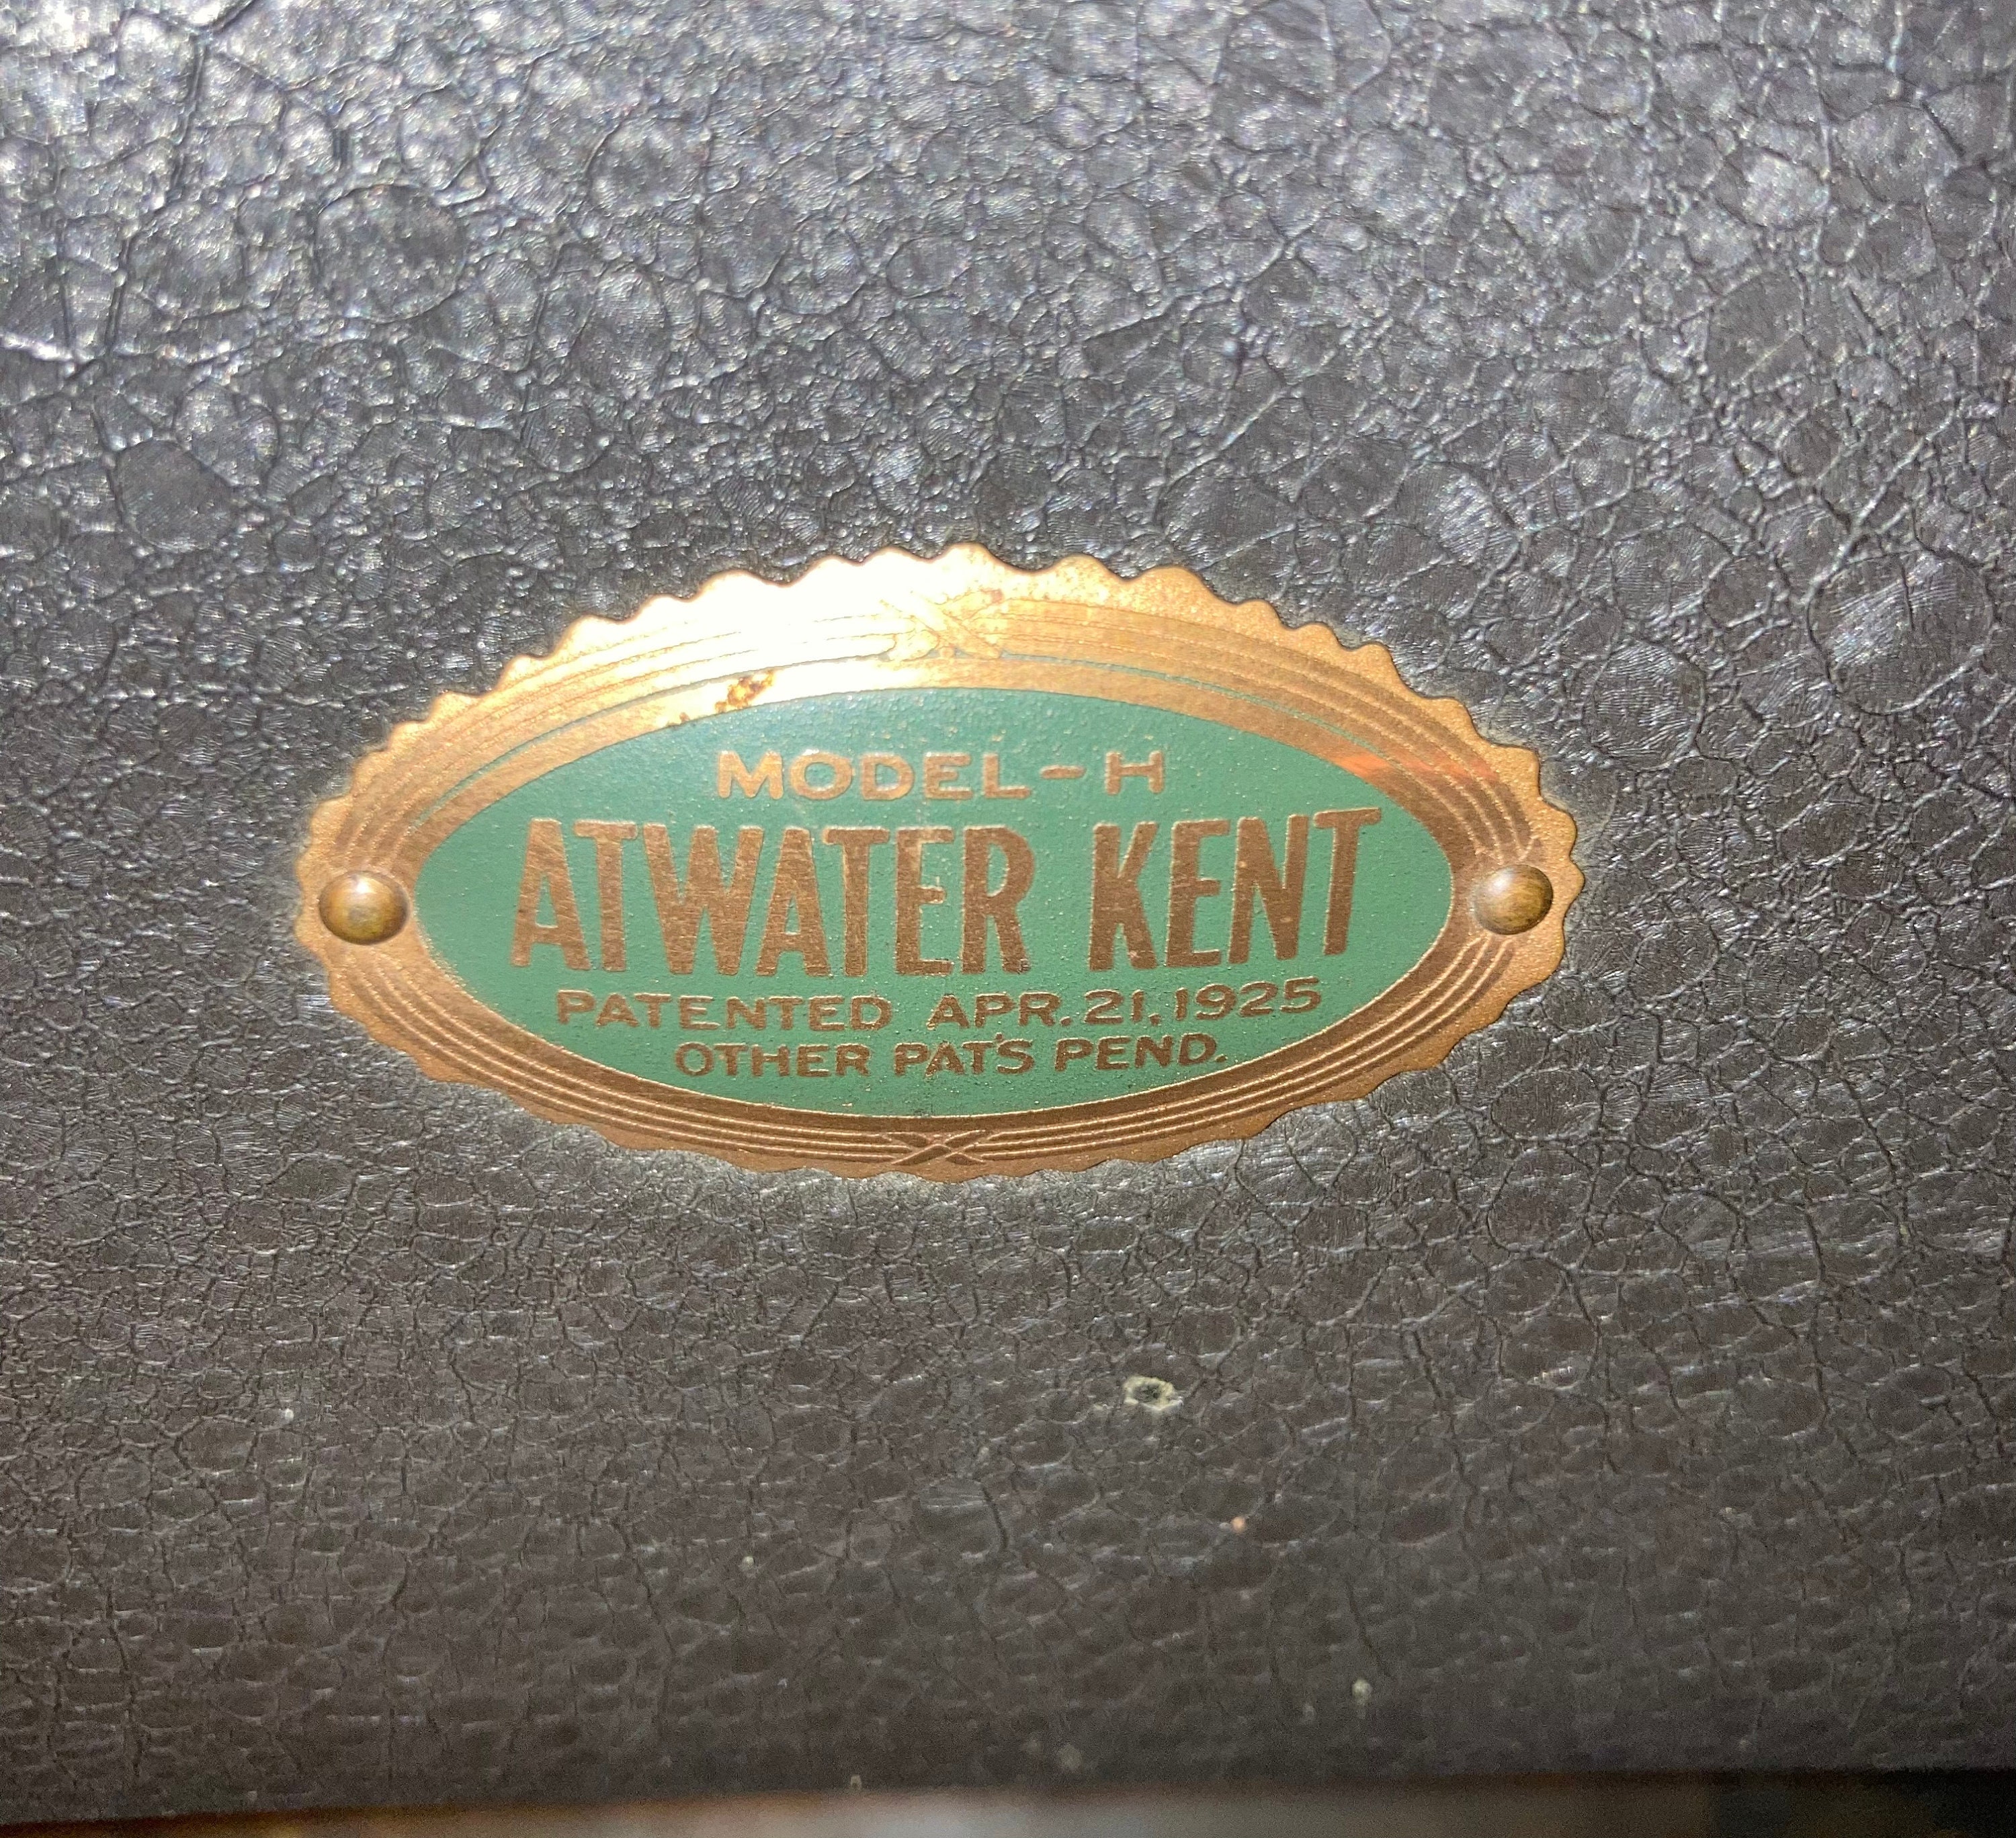 MODEL-H
ATWATER KENT
PATENTED APR. 21, 1925
OTHER PAT'S PEND.